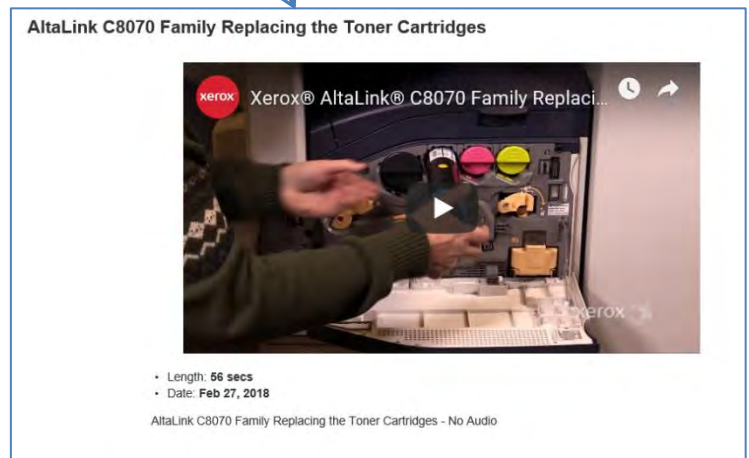 AltaLink C8070 Family Replacing the Toner Cartridges
xerox Xerox® AltaLink® C8070 Family Replaci...
xerox
• Length: 56 secs
• Date: Feb 27, 2018
AltaLink C8070 Family Replacing the Toner Cartridges - No Audio